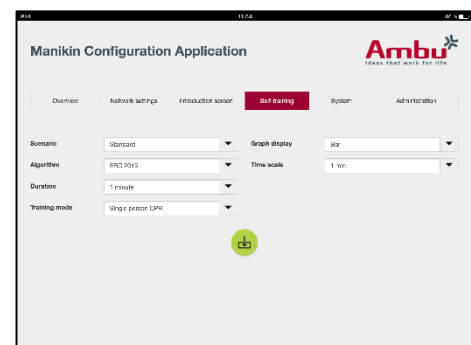 iPad 11:04
Manikin Configuration Application
Ambu
Ideas that work for life
Overview Network settings Introduction screen Self-training System Administration
Scenario Standard Graph display Bar
Algorithm ERC 2015 Time scale 1 min
Duration 1 minute
Training mode Single person CPR